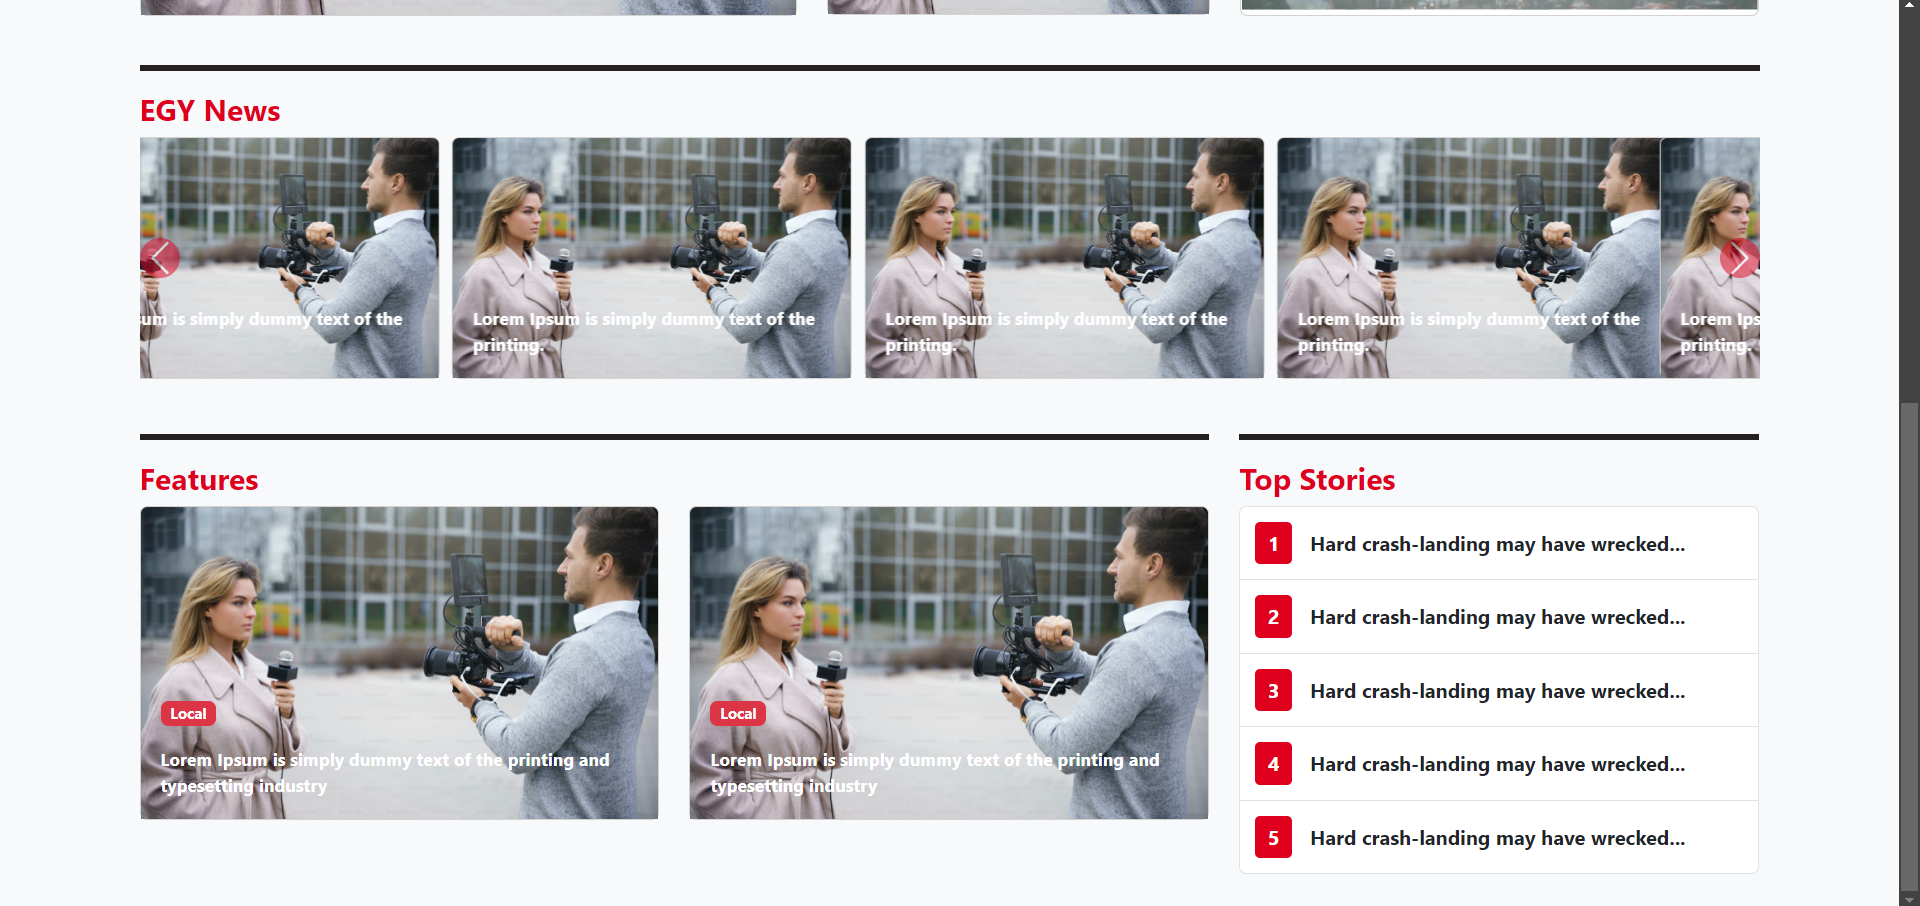 EGY News
sum is simply dummy text of the
Lorem Ipsum is simply dummy text of the
printing.
Lorem Ipsum is simply dummy text of the
printing.
Lorem Ipsum is simply dummy text of the
printing.
Lorem Ips
printing.
Features
Local
Lorem Ipsum is simply dummy text of the printing and
typesetting industry
Local
Lorem Ipsum is simply dummy text of the printing and
typesetting industry
Top Stories
1 Hard crash-landing may have wrecked...
2 Hard crash-landing may have wrecked...
3 Hard crash-landing may have wrecked...
4 Hard crash-landing may have wrecked...
5 Hard crash-landing may have wrecked...